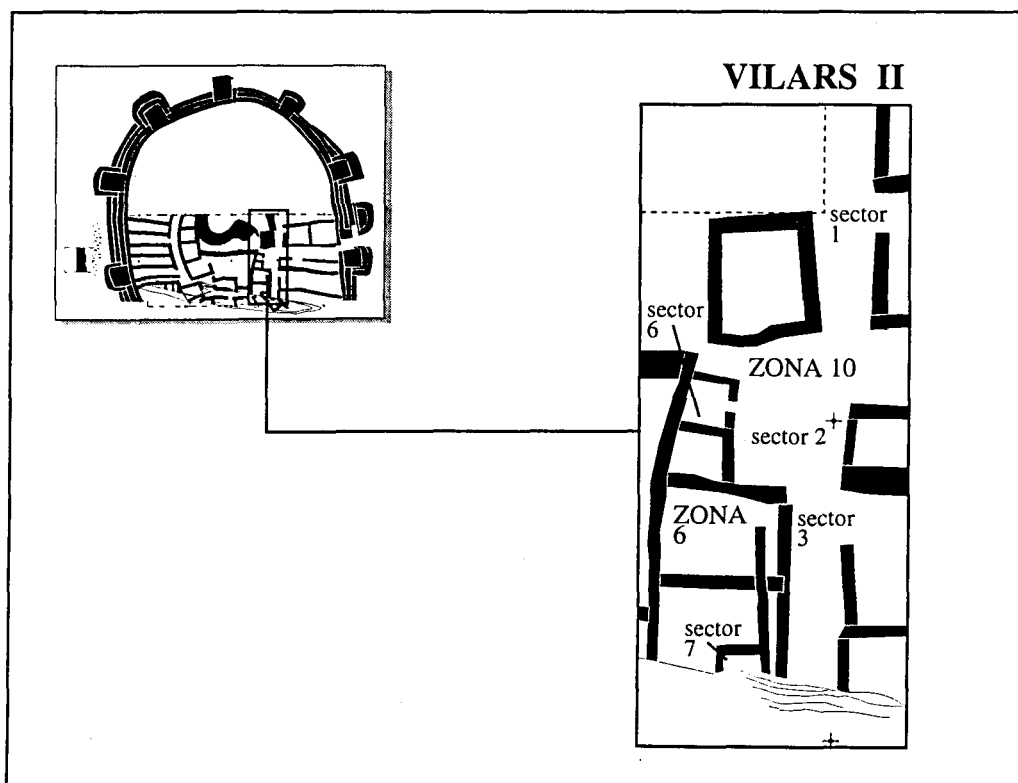 VILARS II
sector
1
sector
6
ZONA 10
sector 2
ZONA
6
sector
3
sector
7